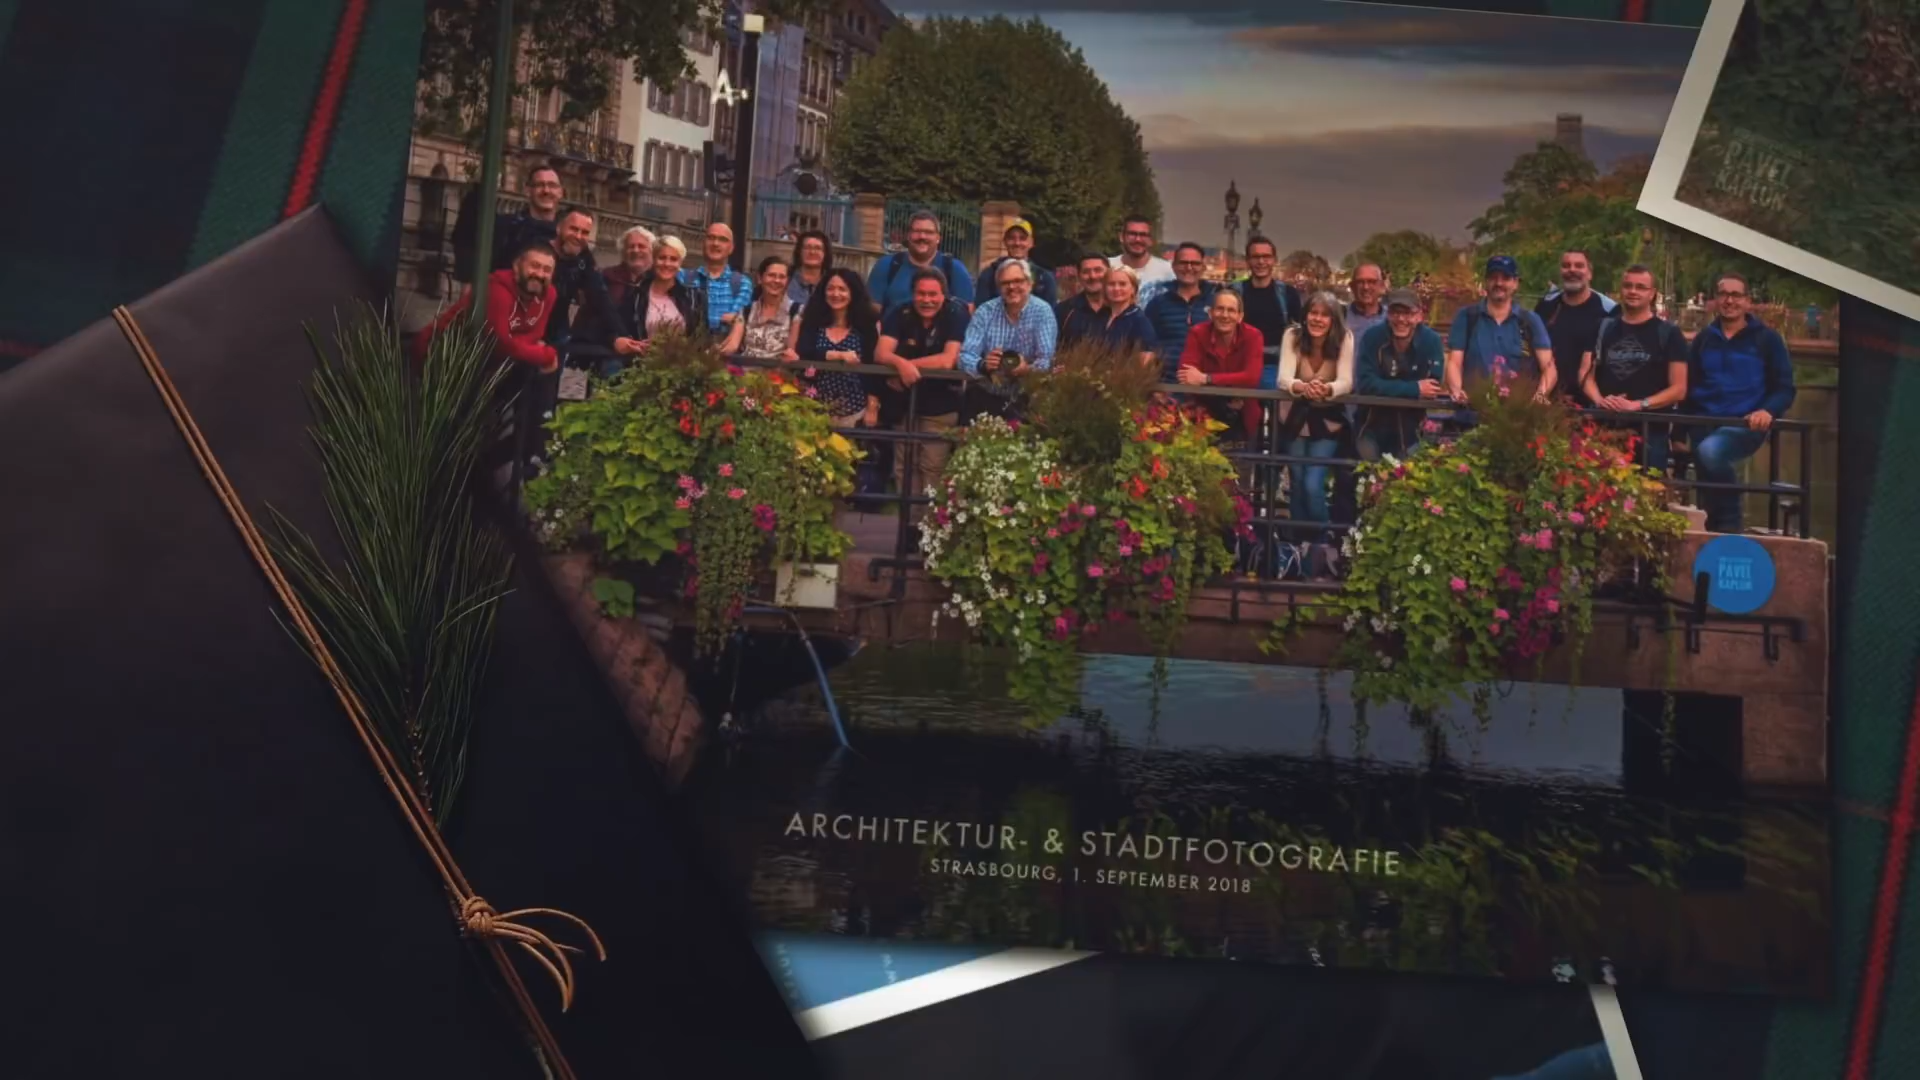 PAVEL
KAPLUN
PAVEL
KAPLUN
ARCHITEKTUR- & STADTFOTOGRAFIE
STRASBOURG, 1. SEPTEMBER 2018